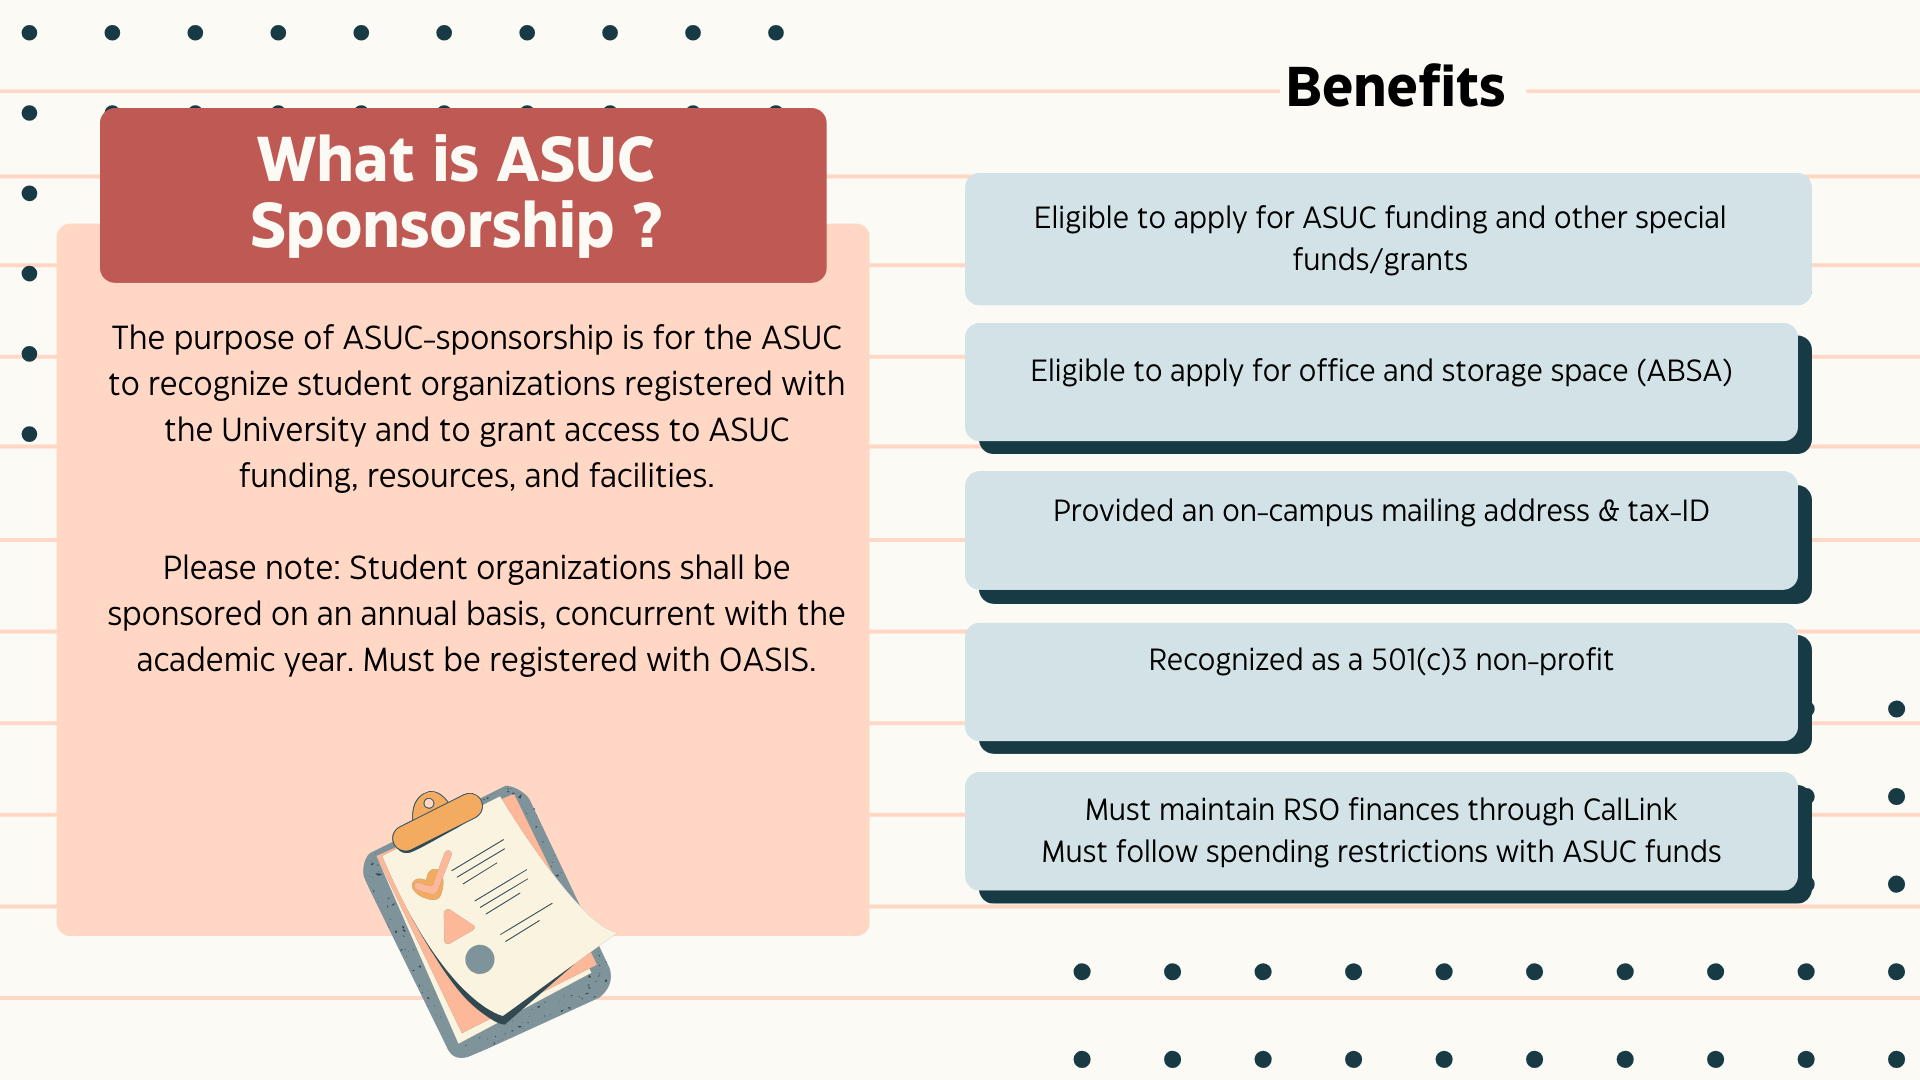 What is ASUC
Sponsorship ?
The purpose of ASUC-sponsorship is for the ASUC
to recognize student organizations registered with
the University and to grant access to ASUC
funding, resources, and facilities.
Please note: Student organizations shall be
sponsored on an annual basis, concurrent with the
academic year. Must be registered with OASIS.
Benefits
Eligible to apply for ASUC funding and other special
funds/grants
Eligible to apply for office and storage space (ABSA)
Provided an on-campus mailing address & tax-ID
Recognized as a 501(c)3 non-profit
Must maintain RSO finances through CalLink
Must follow spending restrictions with ASUC funds